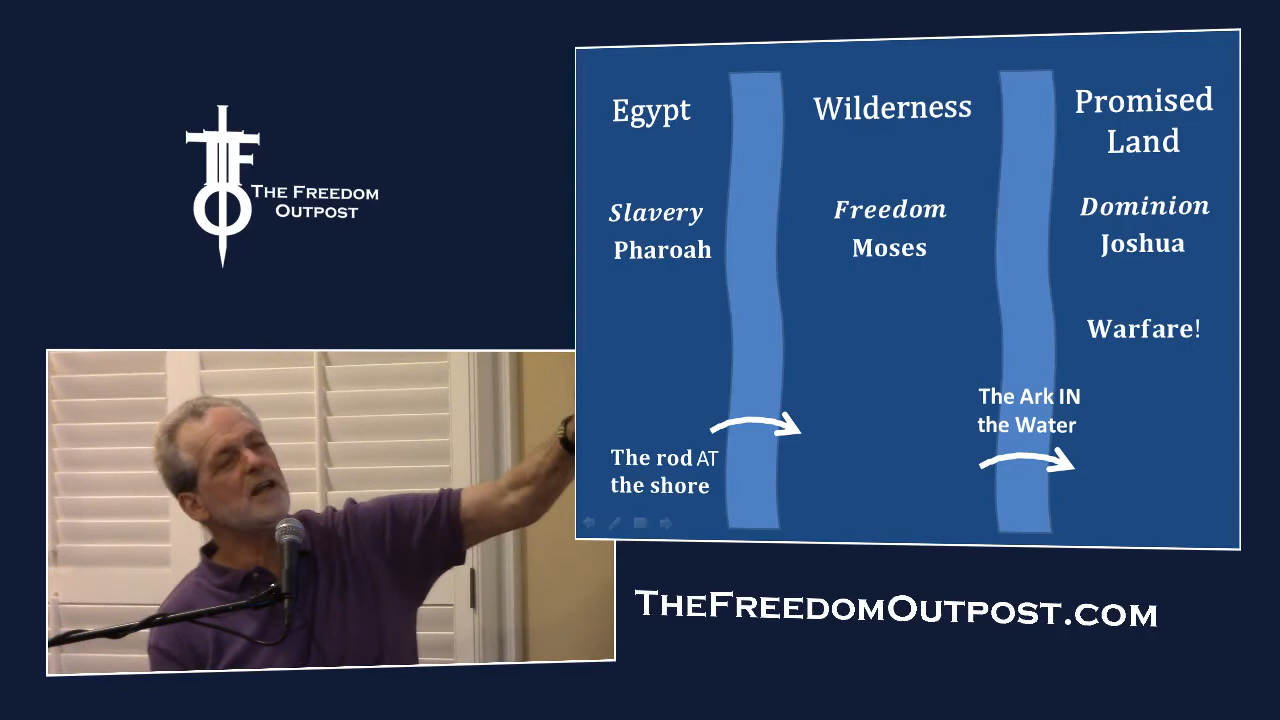 TF
O
The Freedom
Outpost
Egypt
Slavery
Pharoah
The rod AT
the shore
Wilderness
Freedom
Moses
The Ark IN
the Water
Promised
Land
Dominion
Joshua
Warfare!
TheFreedomOutpost.com